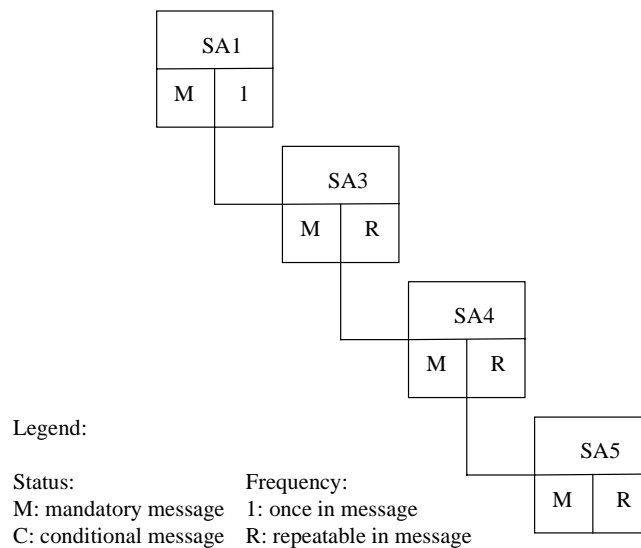 SA1
M 1
SA3
M R
SA4
M R
SA5
M R
Legend:
Status: Frequency:
M: mandatory message 1: once in message
C: conditional message R: repeatable in message